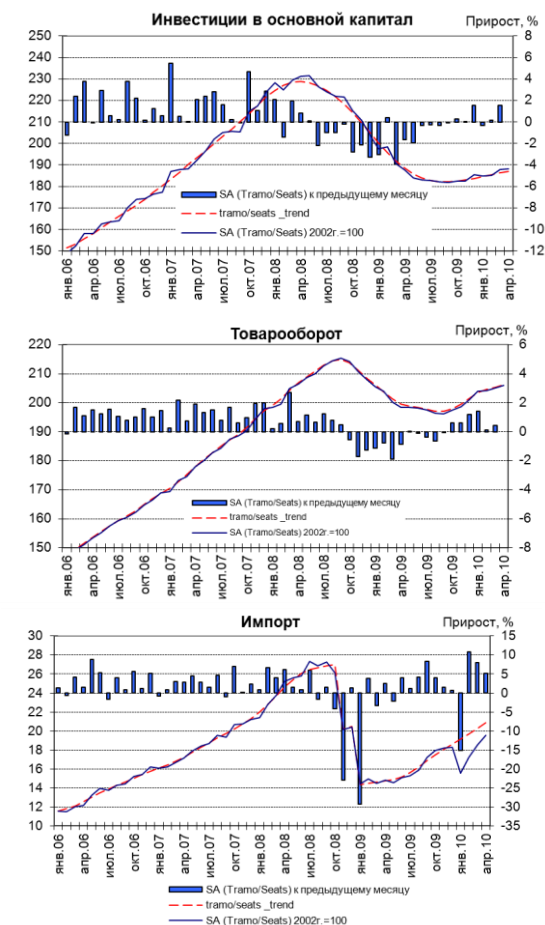 Инвестиции в основной капитал
Прирост, %
250
240
230
220
210
200
190
180
170
160
150
8
6
4
2
0
-2
-4
-6
-8
-10
-12
SA (Tramo/Seats) к предыдущему месяцу
tramo/seats _trend
SA (Tramo/Seats) 2002г.=100
янв.06
апр.06
июл.06
окт.06
янв.07
апр.07
июл.07
окт.07
янв.08
апр.08
июл.08
окт.08
янв.09
апр.09
июл.09
окт.09
янв.10
апр.10
Товарооборот
Прирост, %
220
210
200
190
180
170
160
150
6
4
2
0
-2
-4
-6
-8
SA (Tramo/Seats) к предыдущему месяцу
tramo/seats _trend
SA (Tramo/Seats) 2002г.=100
янв.06
апр.06
июл.06
окт.06
янв.07
апр.07
июл.07
окт.07
янв.08
апр.08
июл.08
окт.08
янв.09
апр.09
июл.09
окт.09
янв.10
апр.10
Импорт
Прирост, %
30
28
26
24
22
20
18
16
14
12
10
15
10
5
0
-5
-10
-15
-20
-25
-30
-35
янв.06
апр.06
июл.06
окт.06
янв.07
апр.07
июл.07
окт.07
янв.08
апр.08
июл.08
окт.08
янв.09
апр.09
июл.09
окт.09
янв.10
апр.10
SA (Tramo/Seats) к предыдущему месяцу
tramo/seats _trend
SA (Tramo/Seats) 2002г.=100